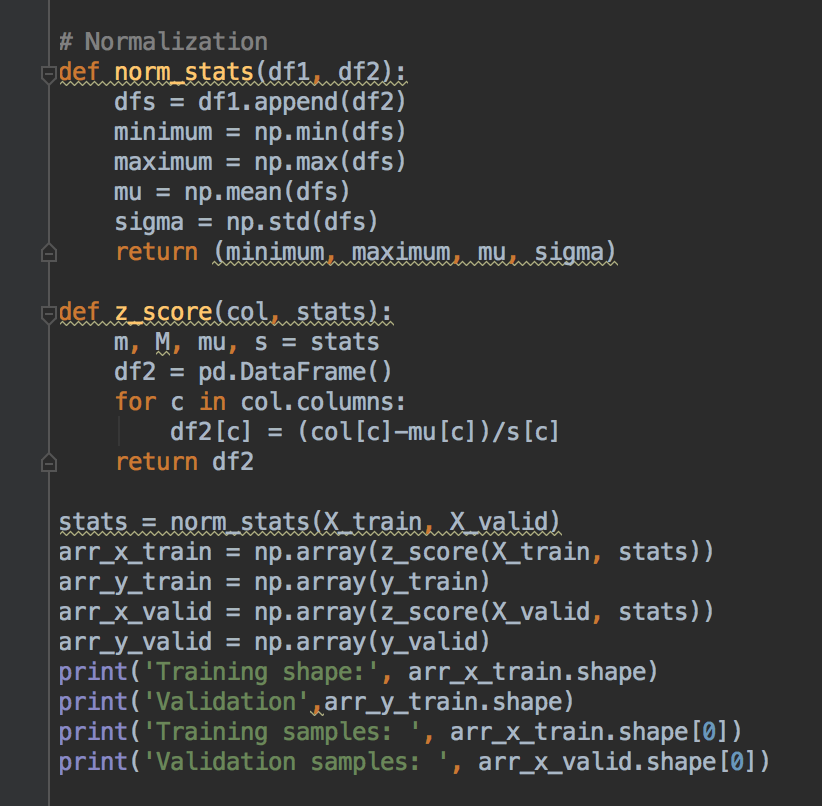 # Normalization
def norm_stats(df1, df2):
    dfs = df1.append(df2)
    minimum = np.min(dfs)
    maximum = np.max(dfs)
    mu = np.mean(dfs)
    sigma = np.std(dfs)
    return (minimum, maximum, mu, sigma)

def z_score(col, stats):
    m, M, mu, s = stats
    df2 = pd.DataFrame()
    for c in col.columns:
        df2[c] = (col[c]-mu[c])/s[c]
    return df2

stats = norm_stats(X_train, X_valid)
arr_x_train = np.array(z_score(X_train, stats))
arr_y_train = np.array(y_train)
arr_x_valid = np.array(z_score(X_valid, stats))
arr_y_valid = np.array(y_valid)
print('Training shape:', arr_x_train.shape)
print('Validation',arr_y_train.shape)
print('Training samples: ', arr_x_train.shape[0])
print('Validation samples: ', arr_x_valid.shape[0])